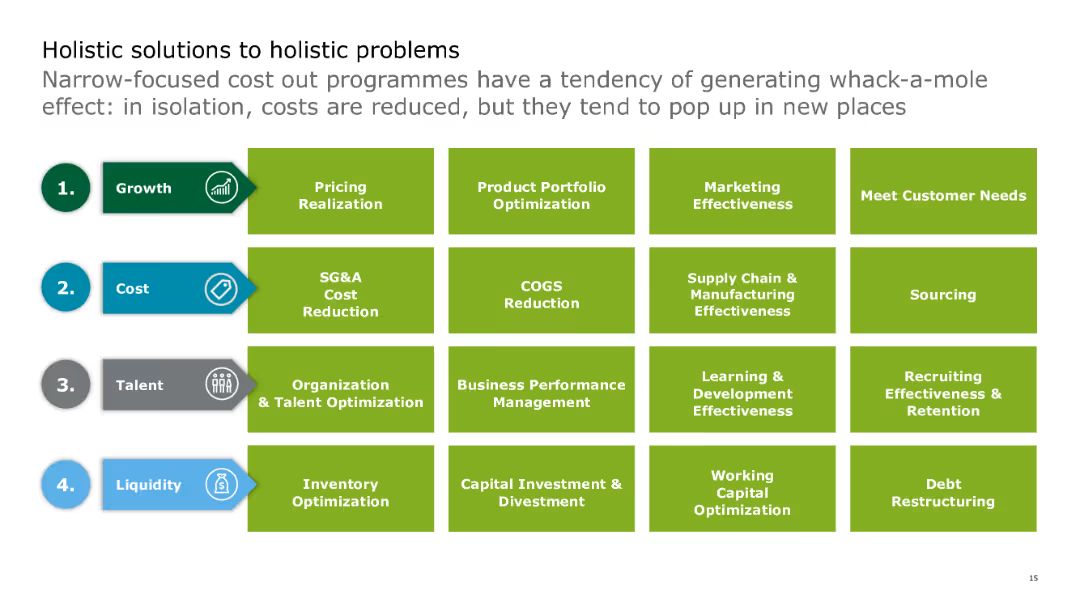 Holistic solutions to holistic problems
Narrow-focused cost out programmes have a tendency of generating whack-a-mole
effect: in isolation, costs are reduced, but they tend to pop up in new places
1.
Growth
Pricing
Realization
Product Portfolio
Optimization
Marketing
Effectiveness
Meet Customer Needs
2.
Cost
SG&A
Cost
Reduction
COGS
Reduction
Supply Chain &
Manufacturing
Effectiveness
Sourcing
3.
Talent
Organization
& Talent Optimization
Business Performance
Management
Learning &
Development
Effectiveness
Recruiting
Effectiveness &
Retention
4.
Liquidity
$
Inventory
Optimization
Capital Investment &
Divestment
Working
Capital
Optimization
Debt
Restructuring
15